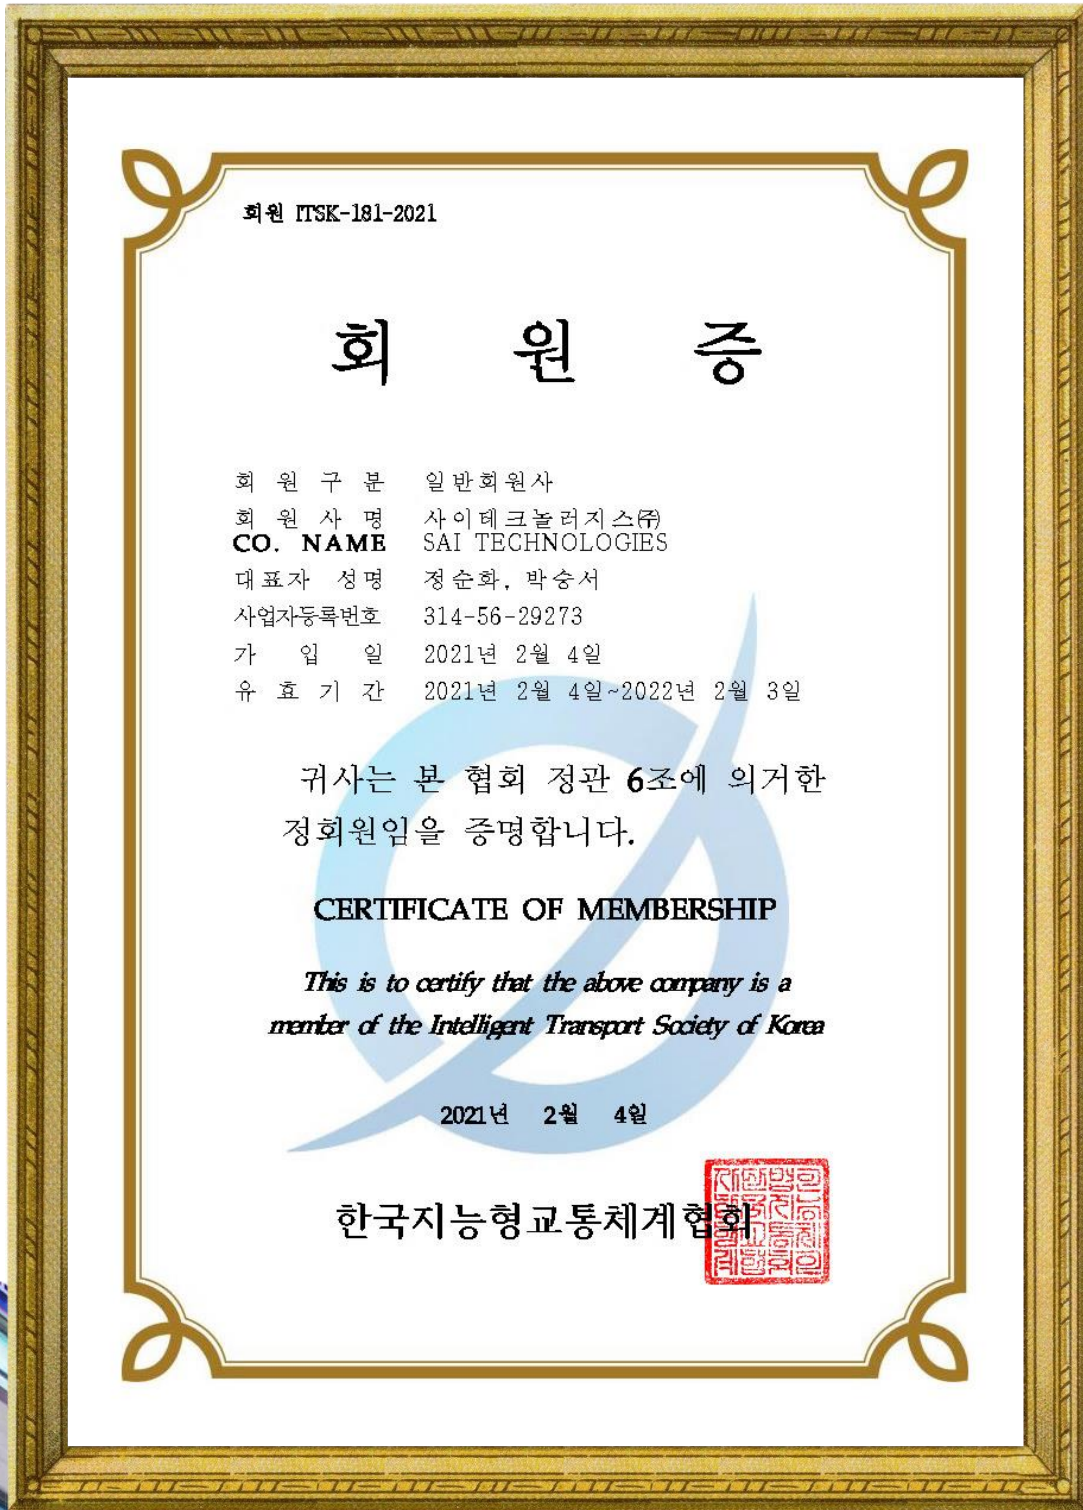 회원 ITSK-181-2021
회 원 증
회 원 구 분 일반회원사
회 원 사 명 사이테크놀러지스㈜
CO. NAME SAI TECHNOLOGIES
대표자 성명 정순화, 박승서
사업자등록번호 314-56-29273
가 입 일 2021년 2월 4일
유 효 기 간 2021년 2월 4일~2022년 2월 3일
귀사는 본 협회 정관 6조에 의거한
정회원임을 증명합니다.
CERTIFICATE OF MEMBERSHIP
This is to certify that the above company is a
member of the Intelligent Transport Society of Korea
2021년 2월 4일
한국지능형교통체계협회